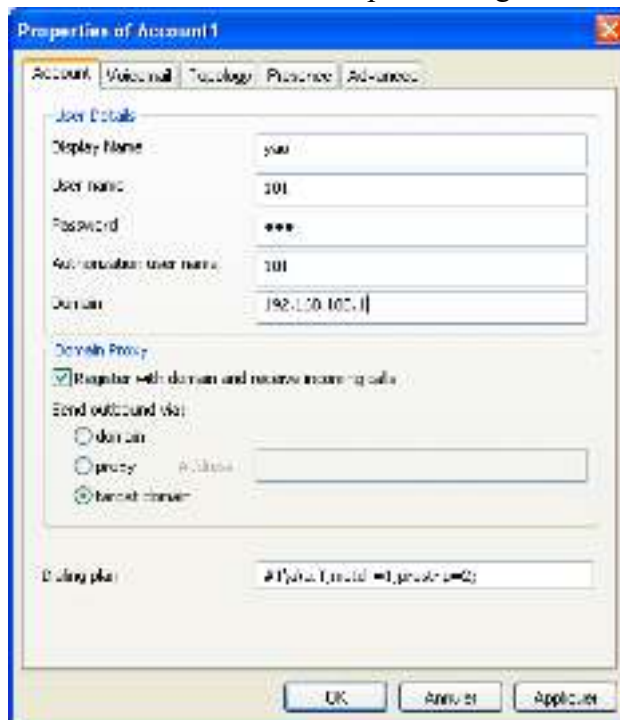 Properties of Account1
Account Voicemail Topology Presence Advanced
User Details
Display Name
User name 101
Password •••
Authorization user name 101
Domain
Domain Proxy
Register with domain and receive incoming calls
Send outbound via:
domain
proxy Address
target domain
Dialing plan
OK Annuler Appliquer